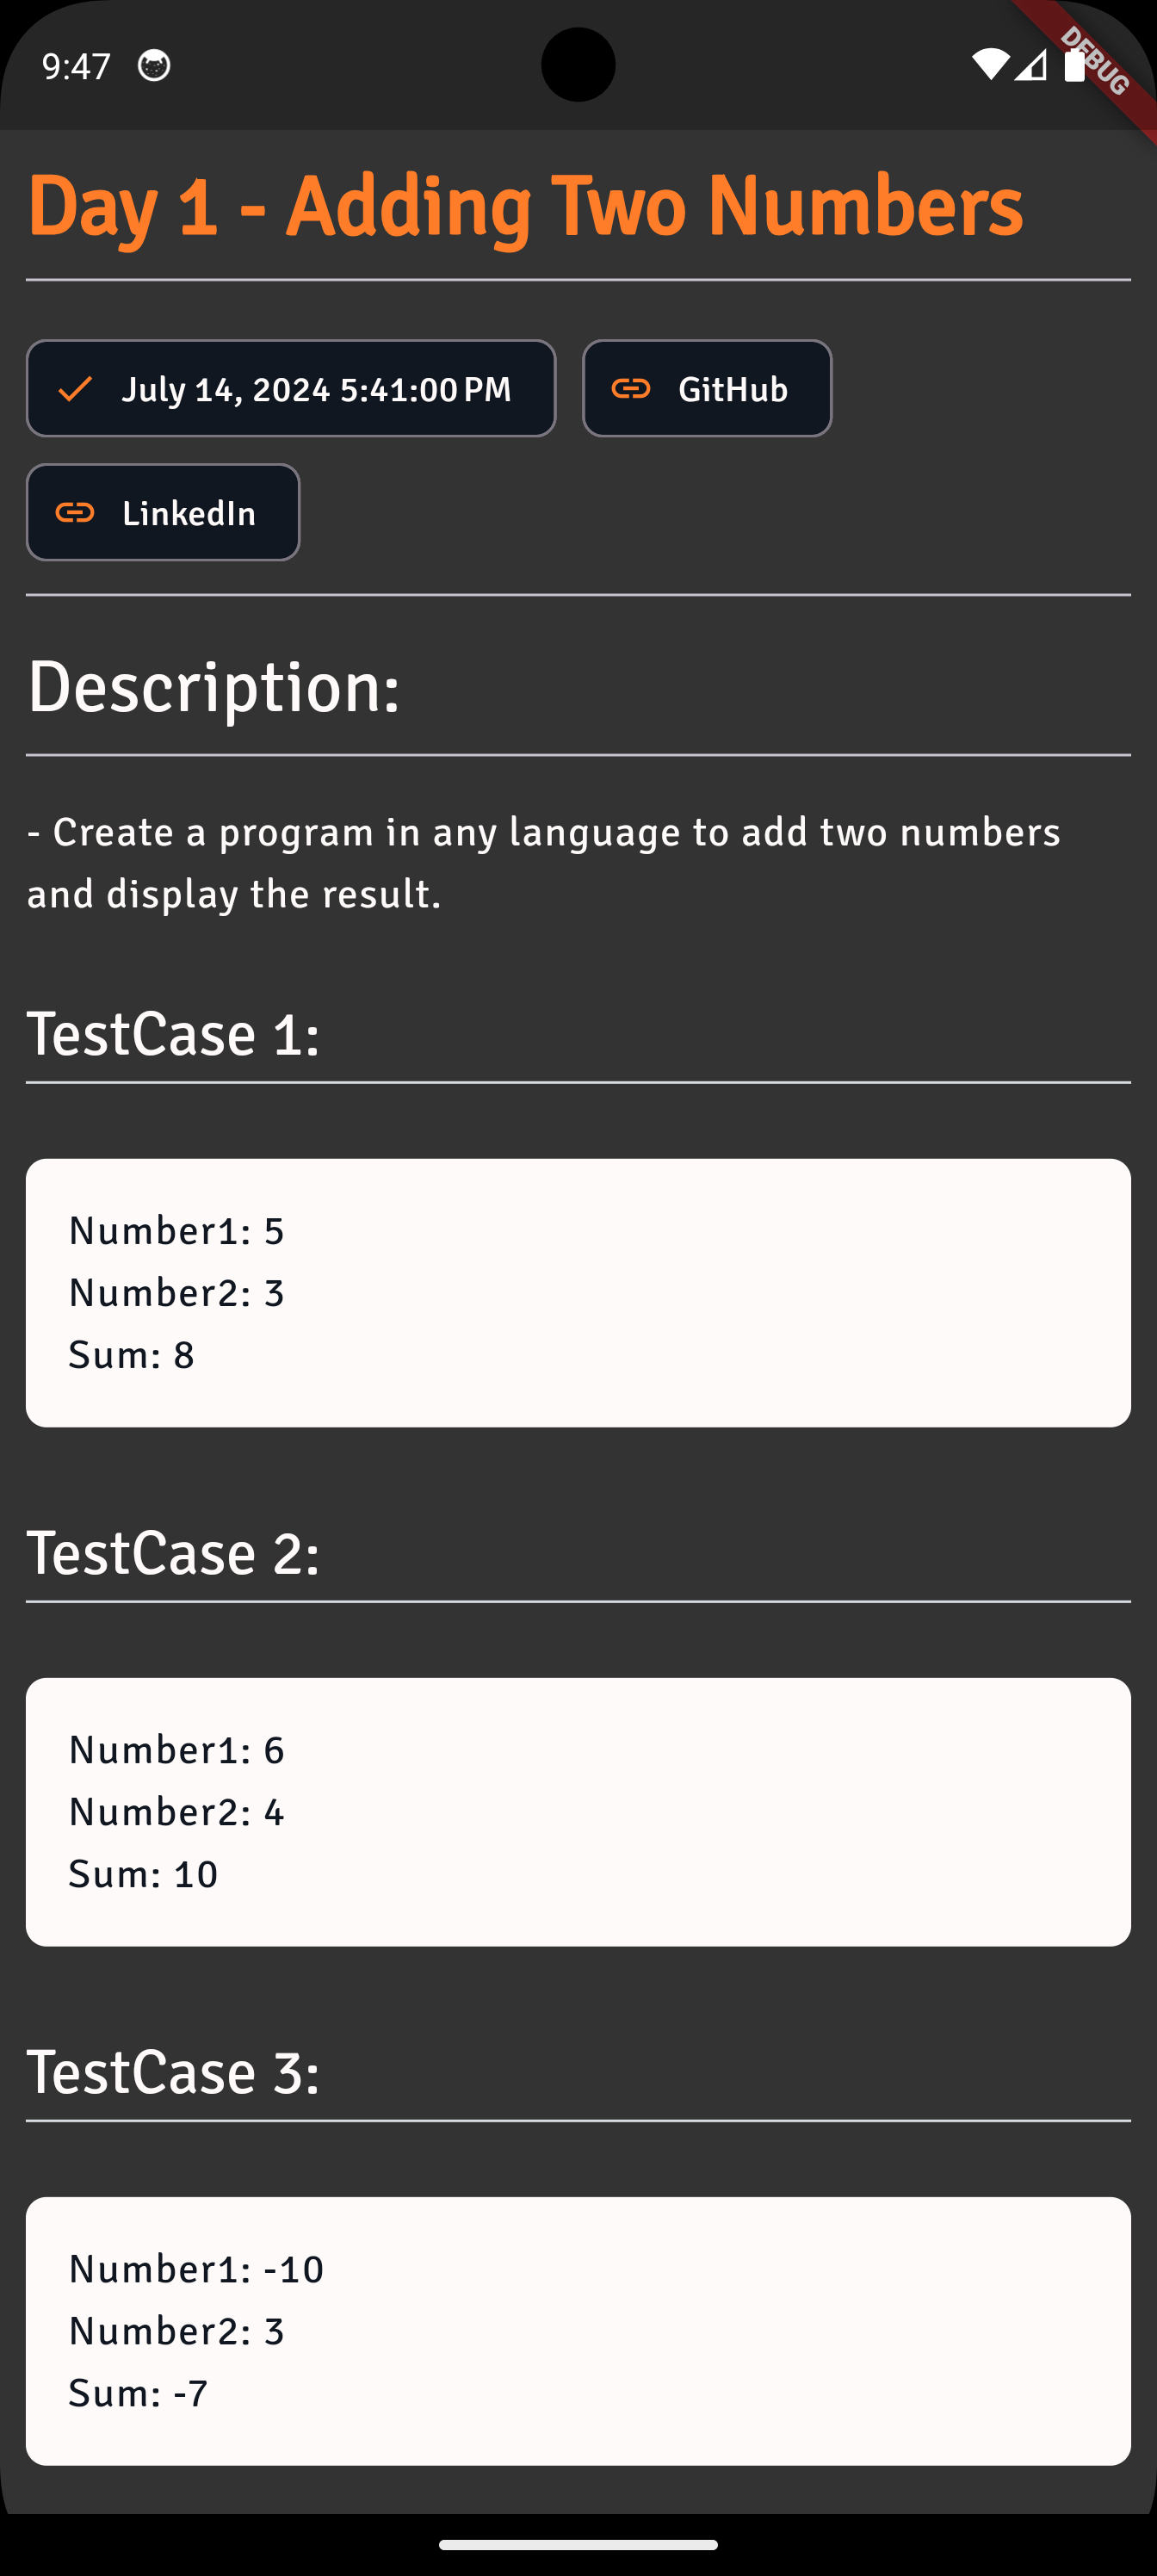 9:47
DEBUG
Day 1 - Adding Two Numbers
July 14, 2024 5:41:00 PM
GitHub
LinkedIn
Description:
- Create a program in any language to add two numbers
and display the result.
TestCase 1:
Number1: 5
Number2: 3
Sum: 8
TestCase 2:
Number1: 6
Number2: 4
Sum: 10
TestCase 3:
Number1: -10
Number2: 3
Sum: -7